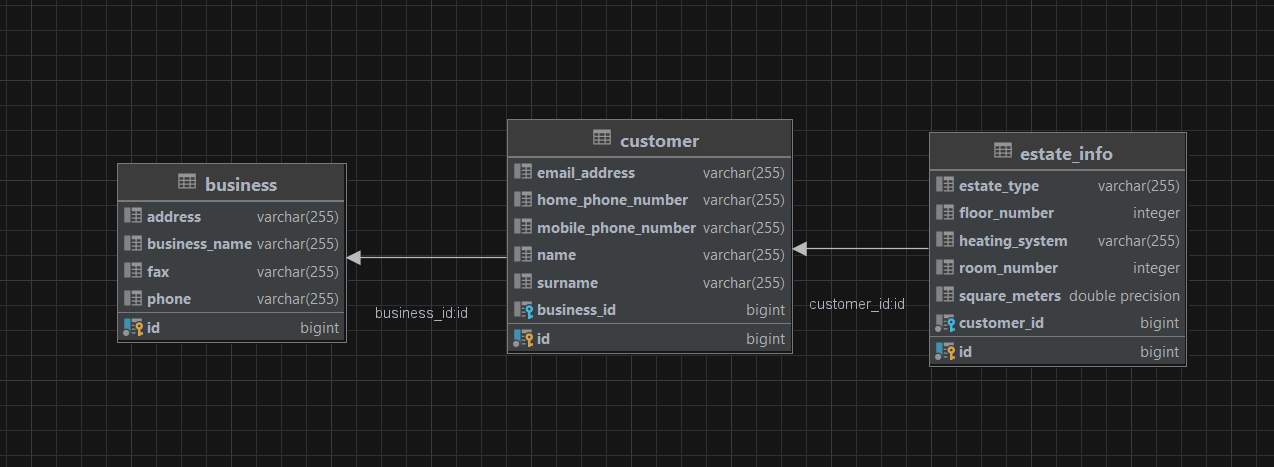 business
address varchar(255)
business_name varchar(255)
fax varchar(255)
phone varchar(255)
id bigint
business_id:id
customer
email_address varchar(255)
home_phone_number varchar(255)
mobile_phone_number varchar(255)
name varchar(255)
surname varchar(255)
business_id bigint
id bigint
customer_id:id
estate_info
estate_type varchar(255)
floor_number integer
heating_system varchar(255)
room_number integer
square_meters double precision
customer_id bigint
id bigint